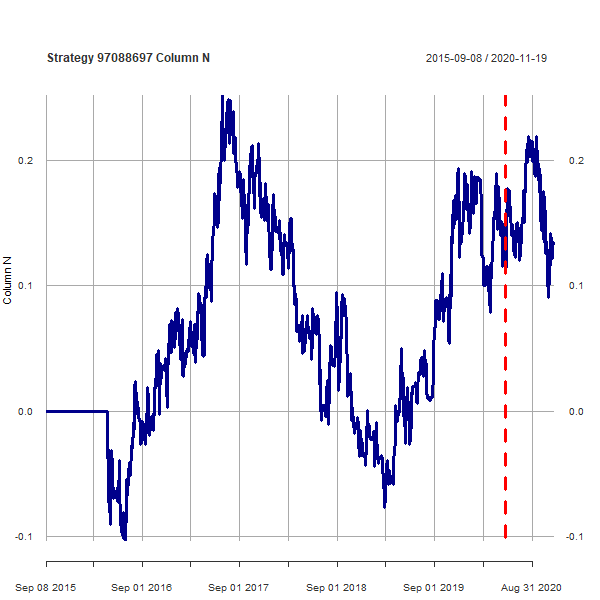 Strategy 97088697 Column N
2015-09-08 / 2020-11-19
Column N
0.2
0.1
0.0
-0.1
0.2
0.1
0.0
-0.1
Sep 08 2015
Sep 01 2016
Sep 01 2017
Sep 01 2018
Sep 01 2019
Aug 31 2020